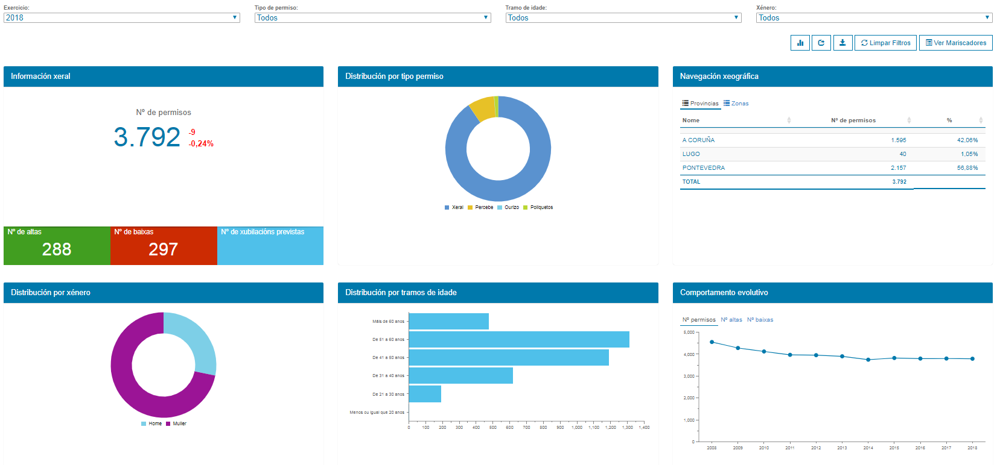 Exercicio:
2018
Tipo de permiso:
Todos
Tramo de idade:
Todos
Xénero:
Todos
Limpar Filtros
Ver Mariscadores
Información xeral
Nº de permisos
3.792
-9
-0,24%
Nº de altas
288
Nº de baixas
297
Nº de xubilacións previstas
Distribución por tipo permiso
Xeral Percebe Ourizo Poliquetos
Navegación xeográfica
Provincias Zonas
Nome Nº de permisos %
A CORUÑA 1.595 42,06%
LUGO 40 1,05%
PONTEVEDRA 2.157 56,88%
TOTAL 3.792
Distribución por xénero
Home Muller
Distribución por tramos de idade
Máis de 60 anos
De 51 a 60 anos
De 41 a 50 anos
De 31 a 40 anos
De 21 a 30 anos
Menos ou igual que 20 anos
0 100 200 300 400 500 600 700 800 900 1,000 1,100 1,200 1,300 1,400
Comportamento evolutivo
Nº permisos Nº altas Nº baixas
5,000
4,000
3,000
2,000
1,000
0
2008 2009 2010 2011 2012 2013 2014 2015 2016 2017 2018